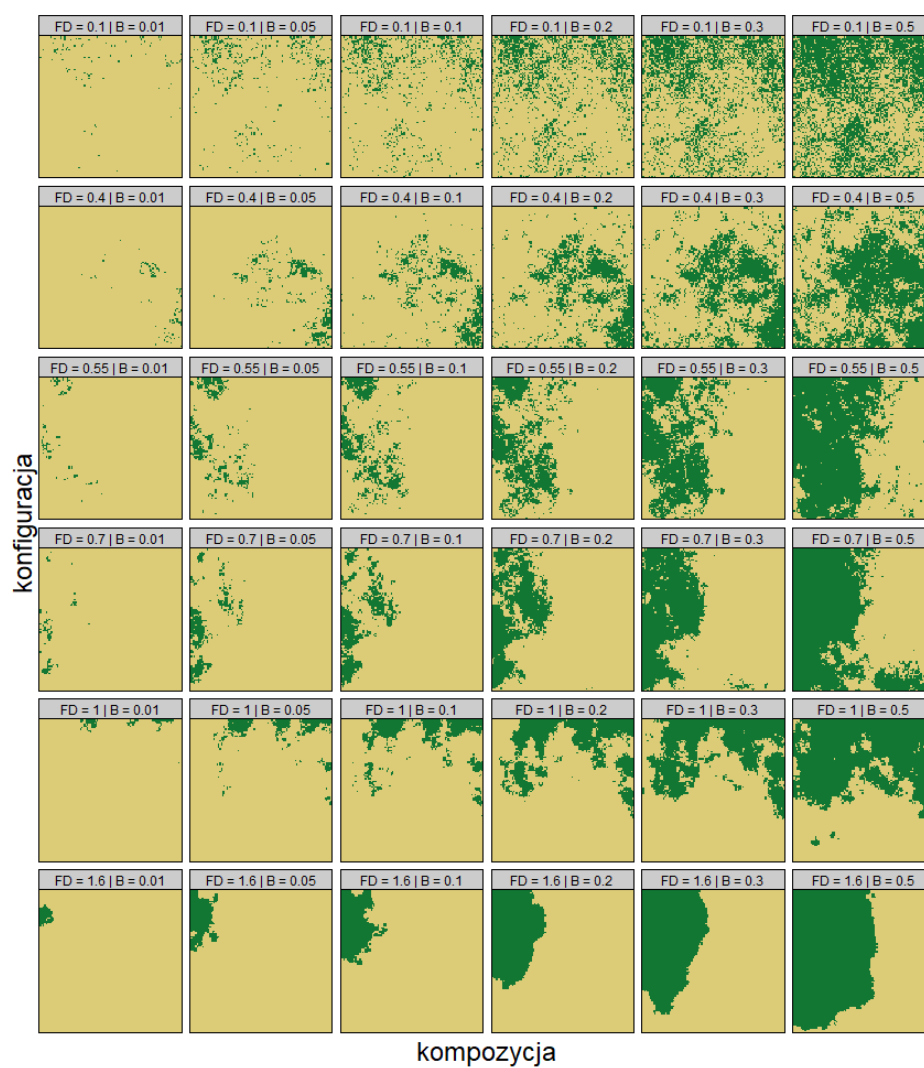 FD = 0.1 | B = 0.01
FD = 0.1 | B = 0.05
FD = 0.1 | B = 0.1
FD = 0.1 | B = 0.2
FD = 0.1 | B = 0.3
FD = 0.1 | B = 0.5
FD = 0.4 | B = 0.01
FD = 0.4 | B = 0.05
FD = 0.4 | B = 0.1
FD = 0.4 | B = 0.2
FD = 0.4 | B = 0.3
FD = 0.4 | B = 0.5
FD = 0.55 | B = 0.01
FD = 0.55 | B = 0.05
FD = 0.55 | B = 0.1
FD = 0.55 | B = 0.2
FD = 0.55 | B = 0.3
FD = 0.55 | B = 0.5
konfiguracja
FD = 0.7 | B = 0.01
FD = 0.7 | B = 0.05
FD = 0.7 | B = 0.1
FD = 0.7 | B = 0.2
FD = 0.7 | B = 0.3
FD = 0.7 | B = 0.5
FD = 1 | B = 0.01
FD = 1 | B = 0.05
FD = 1 | B = 0.1
FD = 1 | B = 0.2
FD = 1 | B = 0.3
FD = 1 | B = 0.5
FD = 1.6 | B = 0.01
FD = 1.6 | B = 0.05
FD = 1.6 | B = 0.1
FD = 1.6 | B = 0.2
FD = 1.6 | B = 0.3
FD = 1.6 | B = 0.5
kompozycja